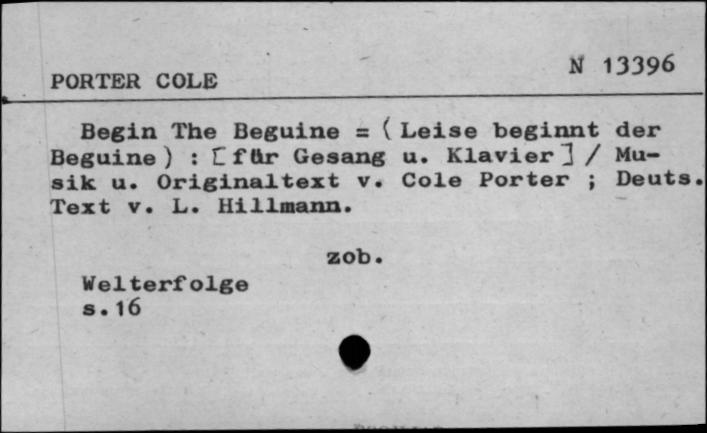 N 13396
PORTER COLE
Begin The Beguine = (Leise beginnt der
Beguine) : [für Gesang u. Klavier] / Mu-
sik u. Originaltext v. Cole Porter ; Deuts.
Text v. L. Hillmann.
zob.
Welterfolge
s.16